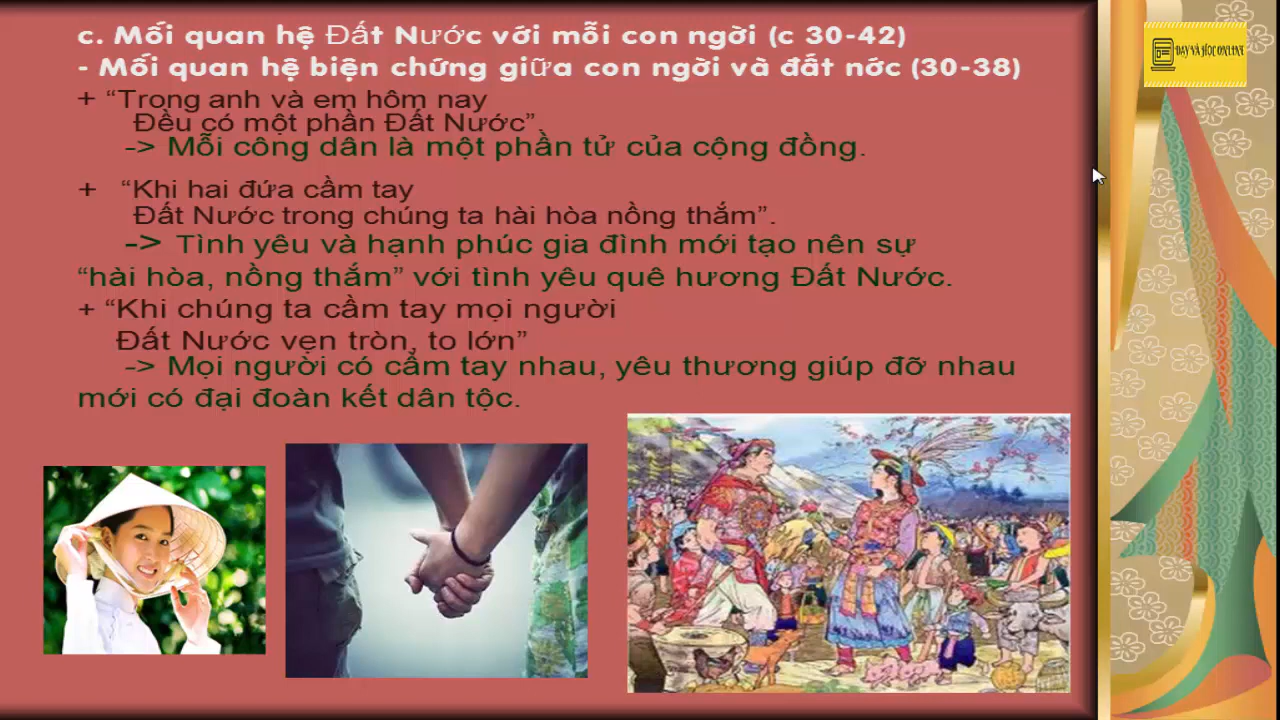 c. Mối quan hệ Đất Nước với mỗi con ngời (c 30-42)
- Mối quan hệ biện chứng giữa con ngời và đất nớc (30-38)
+ “Trong anh và em hôm nay
Đều có một phần Đất Nước”
-> Mỗi công dân là một phần tử của cộng đồng.
+ “Khi hai đứa cầm tay
Đất Nước trong chúng ta hài hòa nồng thắm”.
-> Tình yêu và hạnh phúc gia đình mới tạo nên sự
“hài hòa, nồng thắm” với tình yêu quê hương Đất Nước.
+ “Khi chúng ta cầm tay mọi người
Đất Nước vẹn tròn, to lớn”
-> Mọi người có cầm tay nhau, yêu thương giúp đỡ nhau
mới có đại đoàn kết dân tộc.
DẠY VÀ HỌC ONLINE